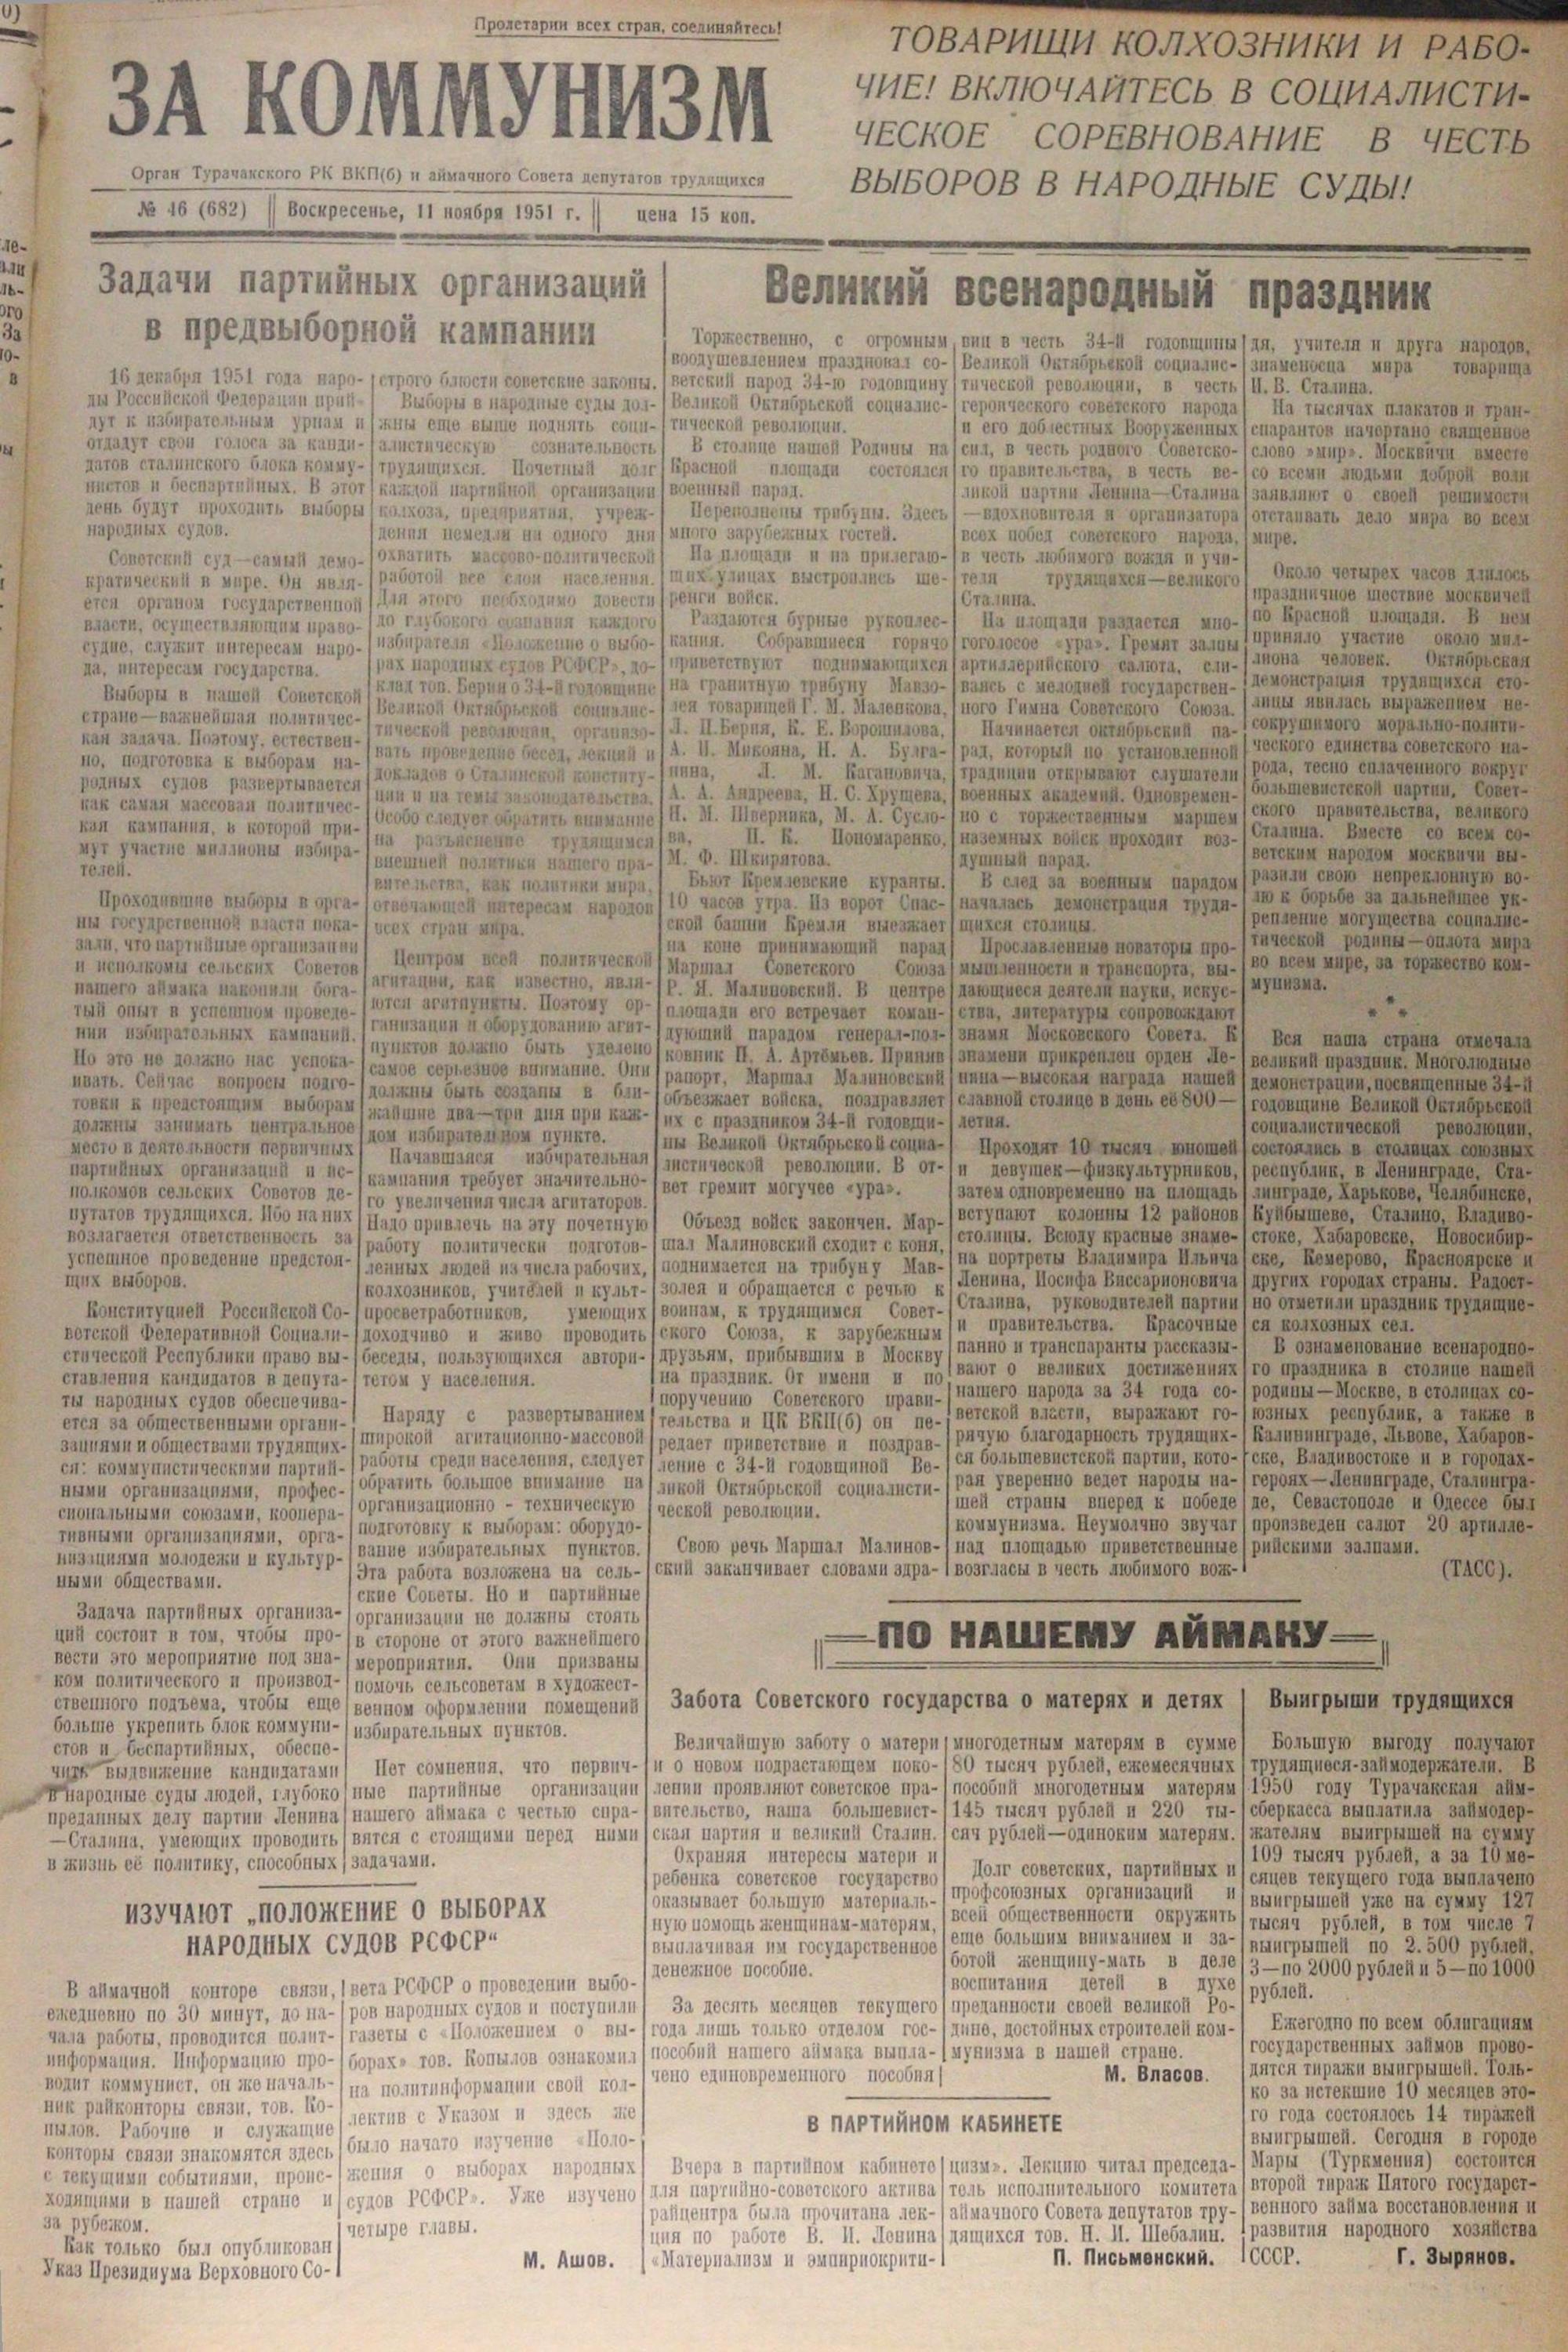 Пролетарии всех стран, соединяйтесь!
ЗА КОММУНИЗМ
Орган Турачакского РК ВКП(б) и аймачного Совета депутатов трудящихся
№ 46 (682) Воскресенье, 11 ноября 1951 г. цена 15 коп.
ТОВАРИЩИ КОЛХОЗНИКИ И РАБО-
ЧИЕ! ВКЛЮЧАЙТЕСЬ В СОЦИАЛИСТИ-
ЧЕСКОЕ СОРЕВНОВАНИЕ В ЧЕСТЬ
ВЫБОРОВ В НАРОДНЫЕ СУДЫ!
Задачи партийных организаций
в предвыборной кампании
16 декабря 1951 года наро-
ды Российской Федерации прий-
дут к избирательным урнам и
отдадут свои голоса за канди-
датов сталинского блока комму-
нистов и беспартийных. В этот
день будут проходить выборы
народных судов.
Советский суд—самый демо-
кратический в мире. Он явля-
ется органом государственной
власти, осуществляющим право-
судие, служит интересам наро-
да, интересам государства.
Выборы в нашей Советской
стране—важнейшая политичес-
кая задача. Поэтому, естествен-
но, подготовка к выборам на-
родных судов развертывается
как самая массовая политичес-
кая кампания, в которой при-
мут участие миллионы избира-
телей.
Проходившие выборы в орга-
ны государственной власти пока-
зали, что партийные организации
и исполкомы сельских Советов
нашего аймака накопили бога-
тый опыт в успешном проведе-
нии избирательных кампаний.
Но это не должно нас успока-
ивать. Сейчас вопросы подго-
товки к предстоящим выборам
должны занимать центральное
место в деятельности первичных
партийных организаций и ис-
полкомов сельских Советов де-
путатов трудящихся. Ибо на них
возлагается ответственность за
успешное проведение предстоя-
щих выборов.
Конституцией Российской Со-
ветской Федеративной Социали-
стической Республики право вы-
ставления кандидатов в депута-
ты народных судов обеспечива-
ется за общественными органи-
зациями и обществами трудящих-
ся: коммунистическими партий-
ными организациями, профес-
сиональными союзами, коопера-
тивными организациями, орга-
низациями молодежи и культур-
ными обществами.
Задача партийных организа-
ций состоит в том, чтобы про-
вести это мероприятие под зна-
ком политического и производ-
ственного подъема, чтобы еще
больше укрепить блок коммуни-
стов и беспартийных, обеспе-
чить выдвижение кандидатами
в народные суды людей, глубоко
преданных делу партии Ленина
—Сталина, умеющих проводить
в жизнь её политику, способных
строго блюсти советские законы.
Выборы в народные суды дол-
жны еще выше поднять соци-
алистическую сознательность
трудящихся. Почетный долг
каждой партийной организации
колхоза, предприятия, учреж-
дения немедля ни одного дня
охватить массово-политической
работой все слои населения.
Для этого необходимо довести
до глубокого сознания каждого
избирателя «Положение о выбо-
рах народных судов РСФСР», до-
клад тов. Берии о 34-й годовщине
Великой Октябрьской социалис-
тической революции, организо-
вать проведение бесед, лекций и
докладов о Сталинской конститу-
ции и на темы законодательства.
Особо следует обратить внимание
на разъяснение трудящимся
внешней политики нашего пра-
вительства, как политики мира,
отвечающей интересам народов
всех стран мира.
Центром всей политической
агитации, как известно, явля-
ются агитпункты. Поэтому ор-
ганизации и оборудованию агит-
пунктов должно быть уделено
самое серьезное внимание. Они
должны быть созданы в бли-
жайшие два—три дня при каж-
дом избирательном пункте.
Начавшаяся избирательная
кампания требует значительно-
го увеличения числа агитаторов.
Надо привлечь на эту почетную
работу политически подготов-
ленных людей из числа рабочих,
колхозников, учителей и культ-
просветработников, умеющих
доходчиво и живо проводить
беседы, пользующихся автори-
тетом у населения.
Наряду с развертыванием
широкой агитационно-массовой
работы среди населения, следует
обратить большое внимание на
организационно - техническую
подготовку к выборам: оборудо-
вание избирательных пунктов.
Эта работа возложена на сель-
ские Советы. Но и партийные
организации не должны стоять
в стороне от этого важнейшего
мероприятия. Они призваны
помочь сельсоветам в художест-
венном оформлении помещений
избирательных пунктов.
Нет сомнения, что первич-
ные партийные организации
нашего аймака с честью спра-
вятся с стоящими перед ними
задачами.
Великий всенародный праздник
Торжественно, с огромным
воодушевлением праздновал со-
ветский народ 34-ю годовщину
Великой Октябрьской социалис-
тической революции.
В столице нашей Родины на
Красной площади состоялся
военный парад.
Переполнены трибуны. Здесь
много зарубежных гостей.
На площади и на прилегаю-
щих улицах выстроились ше-
ренги войск.
Раздаются бурные рукоплес-
кания. Собравшиеся горячо
приветствуют поднимающихся
на гранитную трибуну Мавзо-
лея товарищей Г. М. Маленкова,
Л. П. Берия, К. Е. Ворошилова,
А. И. Микояна, Н. А. Булга-
нина, Л. М. Кагановича,
А. А. Андреева, Н. С. Хрущева,
Н. М. Шверника, М. А. Сусло-
ва, П. К. Пономаренко,
М. Ф. Шкирятова.
Бьют Кремлевские куранты.
10 часов утра. Из ворот Спас-
ской башни Кремля выезжает
на коне принимающий парад
Маршал Советского Союза
Р. Я. Малиновский. В центре
площади его встречает коман-
дующий парадом генерал-пол-
ковник П. А. Артёмьев. Приняв
рапорт, Маршал Малиновский
объезжает войска, поздравляет
их с праздником 34-й годовщи-
ны Великой Октябрьской социа-
листической революции. В от-
вет гремит могучее «ура».
Объезд войск закончен. Мар-
шал Малиновский сходит с коня,
поднимается на трибуну Мав-
золея и обращается с речью к
воинам, к трудящимся Совет-
ского Союза, к зарубежным
друзьям, прибывшим в Москву
на праздник. От имени и по
поручению Советского прави-
тельства и ЦК ВКП(б) он пе-
редает приветствие и поздрав-
ление с 34-й годовщиной Ве-
ликой Октябрьской социалисти-
ческой революции.
Свою речь Маршал Малинов-
ский заканчивает словами здра-
вии в честь 34-й годовщины
Великой Октябрьской социалис-
тической революции, в честь
героического советского народа
и его доблестных Вооруженных
сил, в честь родного Советско-
го правительства, в честь ве-
ликой партии Ленина—Сталина
—вдохновителя и организатора
всех побед советского народа,
в честь любимого вождя и учи-
теля трудящихся—великого
Сталина.
На площади раздается мно-
гоголосое «ура». Гремят залпы
артиллерийского салюта, сли-
ваясь с мелодией государствен-
ного Гимна Советского Союза.
Начинается октябрьский па-
рад, который по установленной
традиции открывают слушатели
военных академий. Одновремен-
но с торжественным маршем
наземных войск проходит воз-
душный парад.
В след за военным парадом
началась демонстрация трудя-
щихся столицы.
Прославленные новаторы про-
мышленности и транспорта, вы-
дающиеся деятели науки, искус-
ства, литературы сопровождают
знамя Московского Совета. К
знамени прикреплен орден Ле-
нина—высокая награда нашей
славной столице в день её 800—
летия.
Проходят 10 тысяч юношей
и девушек—физкультурников,
затем одновременно на площадь
вступают колонны 12 районов
столицы. Всюду красные знаме-
на портреты Владимира Ильича
Ленина, Иосифа Виссарионовича
Сталина, руководителей партии
и правительства. Красочные
панно и транспаранты рассказы-
вают о великих достижениях
нашего народа за 34 года со-
ветской власти, выражают го-
рячую благодарность трудящих-
ся большевистской партии, кото-
рая уверенно ведет народы на-
шей страны вперед к победе
коммунизма. Неумолчно звучат
над площадью приветственные
возгласы в честь любимого вож-
дя, учителя и друга народов,
знаменосца мира товарища
И. В. Сталина.
На тысячах плакатов и тран-
спарантов начертано священное
слово »мир». Москвичи вместе
со всеми людьми доброй воли
заявляют о своей решимости
отстаивать дело мира во всем
мире.
Около четырех часов длилось
праздничное шествие москвичей
по Красной площади. В нем
приняло участие около мил-
лиона человек. Октябрьская
демонстрация трудящихся сто-
лицы явилась выражением не-
сокрушимого морально-полити-
ческого единства советского на-
рода, тесно сплаченного вокруг
большевистской партии, Совет-
ского правительства, великого
Сталина. Вместе со всем со-
ветским народом москвичи вы-
разили свою непреклонную во-
лю к борьбе за дальнейшее ук-
репление могущества социалис-
тической родины—оплота мира
во всем мире, за торжество ком-
мунизма.
* *
Вся наша страна отмечала
великий праздник. Многолюдные
демонстрации, посвященные 34-й
годовщине Великой Октябрьской
социалистической революции,
состоялись в столицах союзных
республик, в Ленинграде, Ста-
линграде, Харькове, Челябинске,
Куйбышеве, Сталино, Владиво-
стоке, Хабаровске, Новосибир-
ске, Кемерово, Красноярске и
других городах страны. Радост-
но отметили праздник трудящие-
ся колхозных сел.
В ознаменование всенародно-
го праздника в столице нашей
родины—Москве, в столицах со-
юзных республик, а также в
Калининграде, Львове, Хабаров-
ске, Владивостоке и в городах-
героях—Ленинграде, Сталингра-
де, Севастополе и Одессе был
произведен салют 20 артилле-
рийскими залпами.
(ТАСС).
ПО НАШЕМУ АЙМАКУ
ИЗУЧАЮТ „ПОЛОЖЕНИЕ О ВЫБОРАХ
НАРОДНЫХ СУДОВ РСФСР“
В аймачной конторе связи,
ежедневно по 30 минут, до на-
чала работы, проводится полит-
информация. Информацию про-
водит коммунист, он же началь-
ник райконторы связи, тов. Ко-
пылов. Рабочие и служащие
конторы связи знакомятся здесь
с текущими событиями, проис-
ходящими в нашей стране и
за рубежом.
Как только был опубликован
Указ Президиума Верховного Со-
вета РСФСР о проведении выбо-
ров народных судов и поступили
газеты с «Положением о вы-
борах» тов. Копылов ознакомил
на политинформации свой кол-
лектив с Указом и здесь же
было начато изучение «Поло-
жения о выборах народных
судов РСФСР». Уже изучено
четыре главы.
М. Ашов.
Забота Советского государства о матерях и детях
Величайшую заботу о матери
и о новом подрастающем поко-
лении проявляют советское пра-
вительство, наша большевист-
ская партия и великий Сталин.
Охраняя интересы матери и
ребенка советское государство
оказывает большую материаль-
ную помощь женщинам-матерям,
выплачивая им государственное
денежное пособие.
За десять месяцев текущего
года лишь только отделом гос-
пособий нашего аймака выпла-
чено единовременного пособия
многодетным матерям в сумме
80 тысяч рублей, ежемесячных
пособий многодетным матерям
145 тысяч рублей и 220 ты-
сяч рублей—одиноким матерям.
Долг советских, партийных и
профсоюзных организаций и
всей общественности окружить
еще большим вниманием и за-
ботой женщину-мать в деле
воспитания детей в духе
преданности своей великой Ро-
дине, достойных строителей ком-
мунизма в нашей стране.
М. Власов.
В ПАРТИЙНОМ КАБИНЕТЕ
Вчера в партийном кабинете
для партийно-советского актива
райцентра была прочитана лек-
ция по работе В. И. Ленина
«Материализм и эмпириокрити-
цизм». Лекцию читал председа-
тель исполнительного комитета
аймачного Совета депутатов тру-
дящихся тов. Н. И. Шебалин.
П. Письменский.
Выигрыши трудящихся
Большую выгоду получают
трудящиеся-займодержатели. В
1950 году Турачакская айм-
сберкасса выплатила займодер-
жателям выигрышей на сумму
109 тысяч рублей, а за 10 ме-
сяцев текущего года выплачено
выигрышей уже на сумму 127
тысяч рублей, в том числе 7
выигрышей по 2.500 рублей,
3—по 2000 рублей и 5—по 1000
рублей.
Ежегодно по всем облигациям
государственных займов прово-
дятся тиражи выигрышей. Толь-
ко за истекшие 10 месяцев это-
го года состоялось 14 тиражей
выигрышей. Сегодня в городе
Мары (Туркмения) состоится
второй тираж Пятого государст-
венного займа восстановления и
развития народного хозяйства
СССР.
Г. Зырянов.